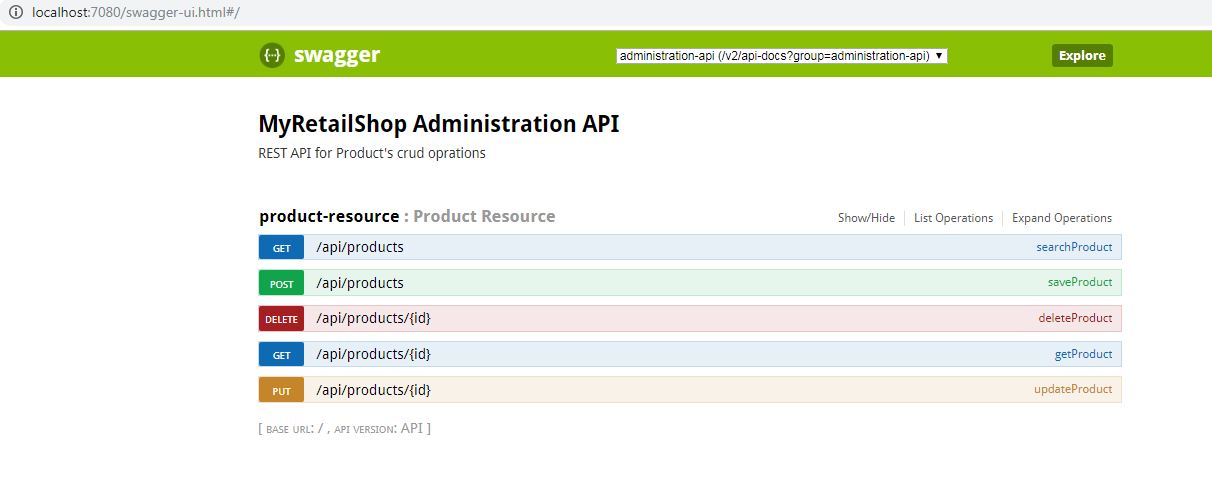 localhost:7080/swagger-ui.html#/
{···} swagger administration-api (/v2/api-docs?group=administration-api) ▼ Explore
MyRetailShop Administration API
REST API for Product's crud oprations
product-resource : Product Resource Show/Hide List Operations Expand Operations
GET /api/products searchProduct
POST /api/products saveProduct
DELETE /api/products/{id} deleteProduct
GET /api/products/{id} getProduct
PUT /api/products/{id} updateProduct
[ BASE URL: / , API VERSION: API ]